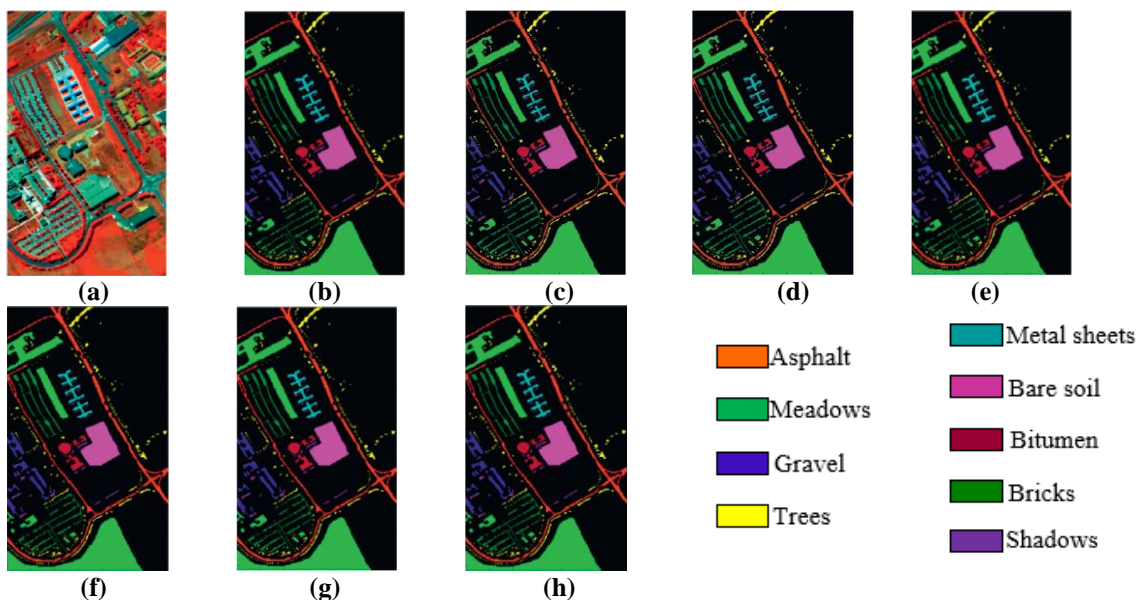 (a)
(b)
(c)
(d)
(e)
(f)
(g)
(h)
Asphalt
Meadows
Gravel
Trees
Metal sheets
Bare soil
Bitumen
Bricks
Shadows